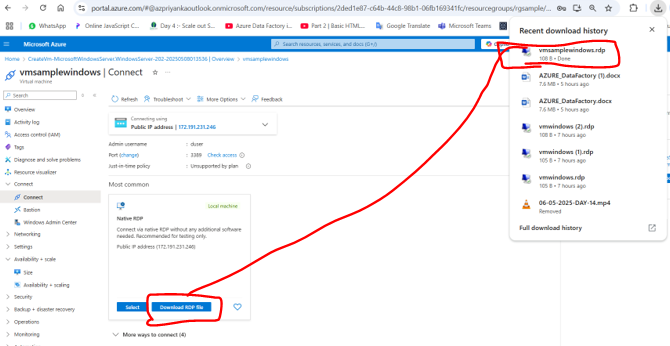 portal.azure.com/#@azpriyankaoutlook.onmicrosoft.com/resource/subscriptions/2ded1e87-c64b-44c8-98b1-06fb169341fc/resourcegroups/rgsample/...
WhatsApp
Online JavaScript C...
Day 4 :- Scale out S...
Azure Data Factory i...
Part 2 | Basic HTML...
Google Translate
Microsoft Teams
Microsoft Azure
Search resources, services, and docs (G+/)
Home > CreateVm-MicrosoftWindowsServer.WindowsServer-202-20250508013536 | Overview > vmsamplewindows
vmsamplewindows | Connect
Virtual machine
Search
Overview
Activity log
Access control (IAM)
Tags
Diagnose and solve problems
Resource visualizer
Connect
Connect
Bastion
Windows Admin Center
Networking
Settings
Availability + scale
Size
Availability + scaling
Security
Backup + disaster recovery
Operations
Monitoring
Refresh
Troubleshoot
More Options
Feedback
Connecting using
Public IP address | 172.191.231.246
Admin username : duser
Port (change) : 3389 Check access
Just-in-time policy : Unsupported by plan
Most common
Local machine
Native RDP
Connect via native RDP without any additional software
needed. Recommended for testing only.
Public IP address (172.191.231.246)
Select
Download RDP file
More ways to connect (4)
Recent download history
vmsamplewindows.rdp
108 B • Done
AZURE_DataFactory (1).docx
7.6 MB • 5 hours ago
AZURE_DataFactory.docx
7.6 MB • 5 hours ago
vmwindows (2).rdp
108 B • 7 hours ago
vmwindows (1).rdp
105 B • 7 hours ago
vmwindows.rdp
105 B • 7 hours ago
06-05-2025-DAY-14.mp4
Removed
Full download history